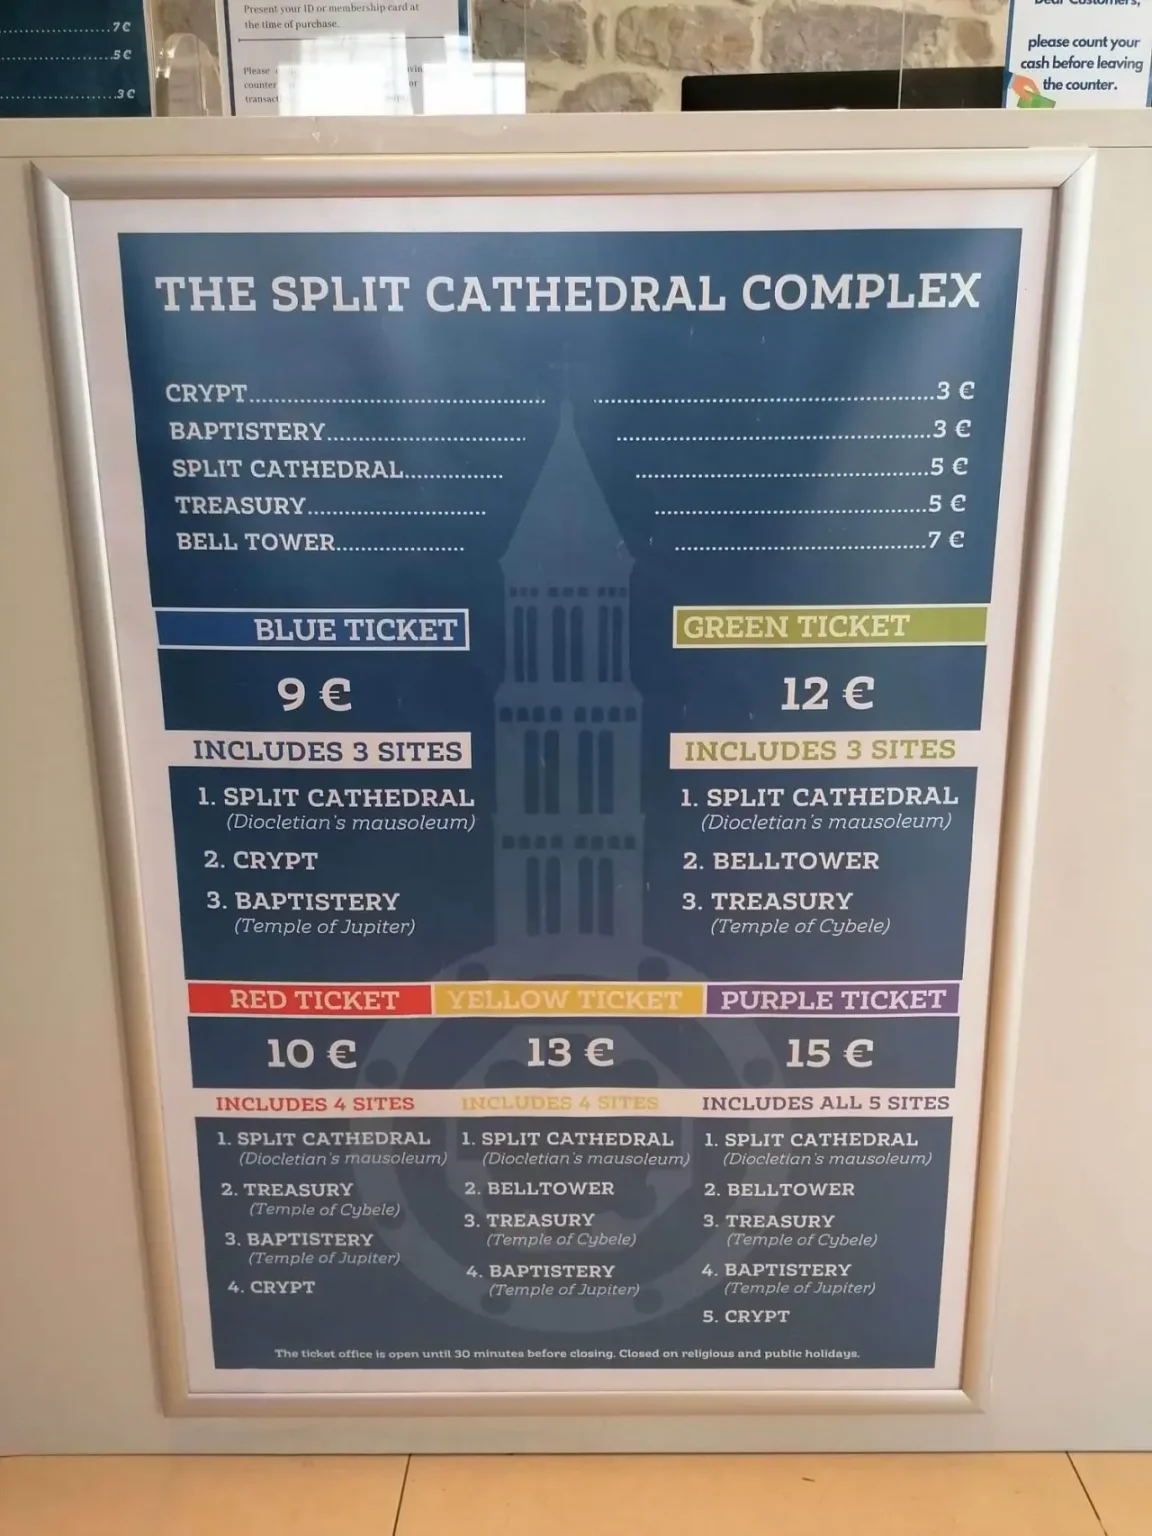 7 €
5 €
3 €
Present your ID or membership card at
the time of purchase.
Please
counter
transact
Dear Customers,
please count your
cash before leaving
the counter.
THE SPLIT CATHEDRAL COMPLEX
CRYPT.......................................................3 €
BAPTISTERY.......................................................3 €
SPLIT CATHEDRAL.......................................................5 €
TREASURY.......................................................5 €
BELL TOWER.......................................................7 €
BLUE TICKET
9 €
INCLUDES 3 SITES
1. SPLIT CATHEDRAL
(Diocletian's mausoleum)
2. CRYPT
3. BAPTISTERY
(Temple of Jupiter)
GREEN TICKET
12 €
INCLUDES 3 SITES
1. SPLIT CATHEDRAL
(Diocletian's mausoleum)
2. BELLTOWER
3. TREASURY
(Temple of Cybele)
RED TICKET
10 €
INCLUDES 4 SITES
1. SPLIT CATHEDRAL
(Diocletian's mausoleum)
2. TREASURY
(Temple of Cybele)
3. BAPTISTERY
(Temple of Jupiter)
4. CRYPT
YELLOW TICKET
13 €
INCLUDES 4 SITES
1. SPLIT CATHEDRAL
(Diocletian's mausoleum)
2. BELLTOWER
3. TREASURY
(Temple of Cybele)
4. BAPTISTERY
(Temple of Jupiter)
PURPLE TICKET
15 €
INCLUDES ALL 5 SITES
1. SPLIT CATHEDRAL
(Diocletian's mausoleum)
2. BELLTOWER
3. TREASURY
(Temple of Cybele)
4. BAPTISTERY
(Temple of Jupiter)
5. CRYPT
The ticket office is open until 30 minutes before closing. Closed on religious and public holidays.